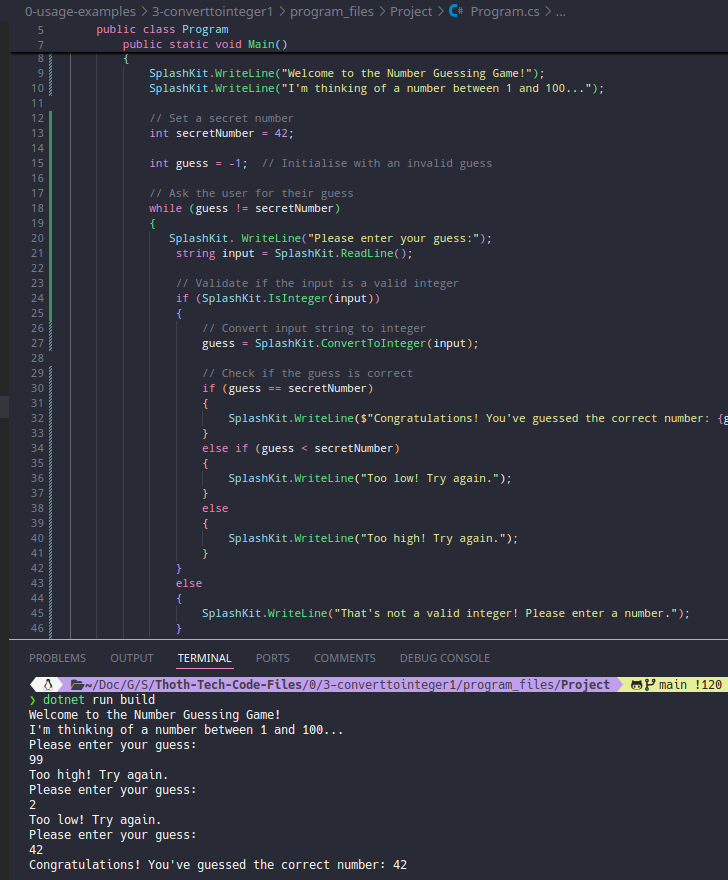 0-usage-examples > 3-converttointeger1 > program_files > Project > Program.cs > ...
5 public class Program
7 public static void Main()
8 {
9 SplashKit.WriteLine("Welcome to the Number Guessing Game!");
10 SplashKit.WriteLine("I'm thinking of a number between 1 and 100...");
11
12 // Set a secret number
13 int secretNumber = 42;
14
15 int guess = -1;  // Initialise with an invalid guess
16
17 // Ask the user for their guess
18 while (guess != secretNumber)
19 {
20 SplashKit. WriteLine("Please enter your guess:");
21 string input = SplashKit.ReadLine();
22
23 // Validate if the input is a valid integer
24 if (SplashKit.IsInteger(input))
25 {
26 // Convert input string to integer
27 guess = SplashKit.ConvertToInteger(input);
28
29 // Check if the guess is correct
30 if (guess == secretNumber)
31 {
32 SplashKit.WriteLine($"Congratulations! You've guessed the correct number: {g
33 }
34 else if (guess < secretNumber)
35 {
36 SplashKit.WriteLine("Too low! Try again.");
37 }
38 else
39 {
40 SplashKit.WriteLine("Too high! Try again.");
41 }
42 }
43 else
44 {
45 SplashKit.WriteLine("That's not a valid integer! Please enter a number.");
46 }
PROBLEMS OUTPUT TERMINAL PORTS COMMENTS DEBUG CONSOLE
~/Doc/G/S/Thoth-Tech-Code-Files/0/3-converttointeger1/program_files/Project main !120
❯ dotnet run build
Welcome to the Number Guessing Game!
I'm thinking of a number between 1 and 100...
Please enter your guess:
99
Too high! Try again.
Please enter your guess:
2
Too low! Try again.
Please enter your guess:
42
Congratulations! You've guessed the correct number: 42